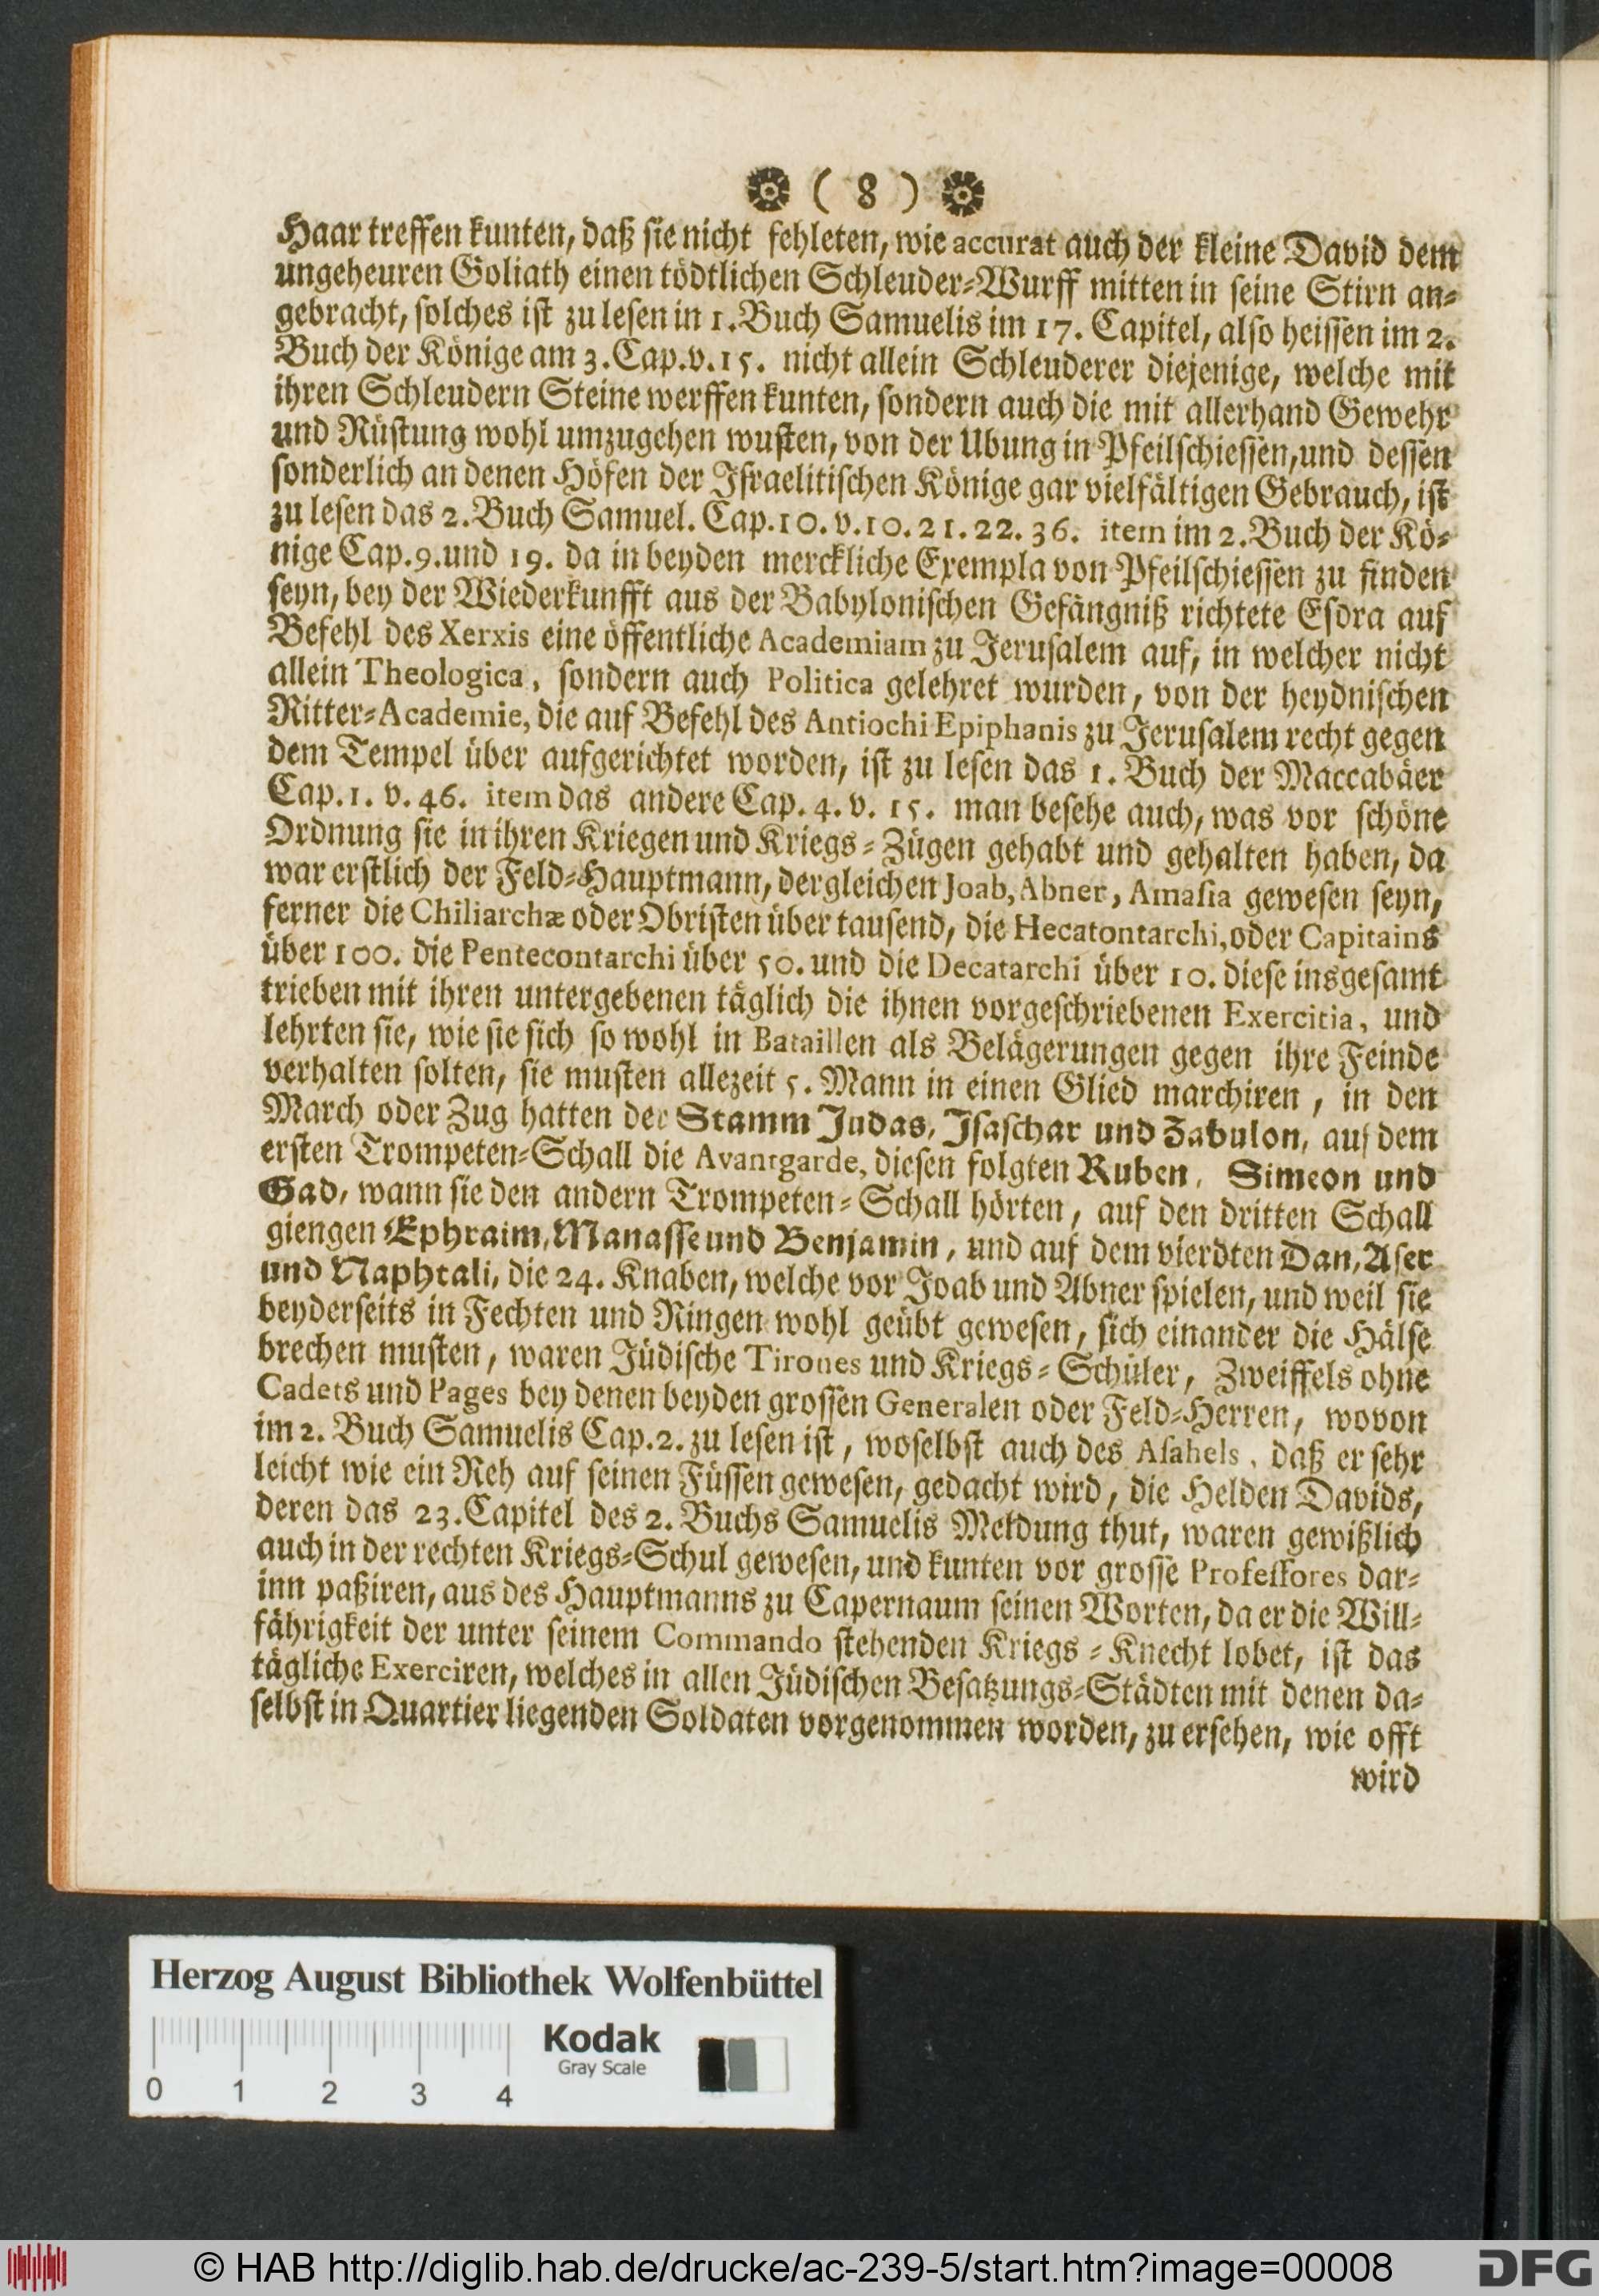 ( 8 )
Haar treffen kunten, daß sie nicht fehleten, wie accurat auch der kleine David dem
ungeheuren Goliath einen tödtlichen Schleuder-Wurff mitten in seine Stirn an-
gebracht, solches ist zu lesen in 1. Buch Samuelis im 17. Capitel, also heissen im 2.
Buch der Könige am 3. Cap. v. 15. nicht allein Schleuderer diejenige, welche mit
ihren Schleudern Steine werffen kunten, sondern auch die mit allerhand Gewehr
und Rüstung wohl umzugehen wusten, von der Ubung in Pfeilschiessen, und dessen
sonderlich an denen Höfen der Israelitischen Könige gar vielfältigen Gebrauch, ist
zu lesen das 2. Buch Samuel. Cap. 10. v. 10. 21. 22. 36. item im 2. Buch der Kö-
nige Cap. 9. und 19. da in beyden merckliche Exempla von Pfeilschiessen zu finden
seyn, bey der Wiederkunfft aus der Babylonischen Gefängniß richtete Esdra auf
Befehl des Xerxis eine öffentliche Academiam zu Jerusalem auf, in welcher nicht
allein Theologica, sondern auch Politica gelehret wurden, von der heydnischen
Ritter-Academie, die auf Befehl des Antiochi Epiphanis zu Jerusalem recht gegen
dem Tempel über aufgerichtet worden, ist zu lesen das 1. Buch der Maccabäer
Cap. 1. v. 46. item das andere Cap. 4. v. 15. man besehe auch, was vor schöne
Ordnung sie in ihren Kriegen und Kriegs-Zügen gehabt und gehalten haben, da
war erstlich der Feld-Hauptmann, dergleichen Joab, Abner, Amasia gewesen seyn,
ferner die Chiliarchæ oder Obristen über tausend, die Hecatontarchi, oder Capitains
über 100. die Pentecontarchi über 50. und die Decatarchi über 10. diese insgesamt
trieben mit ihren untergebenen täglich die ihnen vorgeschriebenen Exercitia, und
lehrten sie, wie sie sich so wohl in Bataillen als Belägerungen gegen ihre Feinde
verhalten solten, sie musten allezeit 5. Mann in einen Glied marchiren, in den
March oder Zug hatten der Stamm Judas, Isaschar und Zabulon, auf dem
ersten Trompeten-Schall die Avantgarde, diesen folgten Ruben, Simeon und
Gad, wann sie den andern Trompeten-Schall hörten, auf den dritten Schall
giengen Ephraim, Manasse und Benjamin, und auf dem vierdten Dan, Aser
und Naphtali, die 24. Knaben, welche vor Joab und Abner spielen, und weil sie
beyderseits in Fechten und Ringen wohl geübt gewesen, sich einander die Hälse
brechen musten, waren Jüdische Tirones und Kriegs-Schüler, Zweiffels ohne
Cadets und Pages bey denen beyden grossen Generalen oder Feld-Herren, wovon
im 2. Buch Samuelis Cap. 2. zu lesen ist, woselbst auch des Asahels, daß er sehr
leicht wie ein Reh auf seinen Füssen gewesen, gedacht wird, die Helden Davids,
deren das 23. Capitel des 2. Buchs Samuelis Meldung thut, waren gewißlich
auch in der rechten Kriegs-Schul gewesen, und kunten vor grosse Professores dar-
inn paßiren, aus des Hauptmanns zu Capernaum seinen Worten, da er die Will-
fährigkeit der unter seinem Commando stehenden Kriegs-Knecht lobet, ist das
tägliche Exerciren, welches in allen Jüdischen Besatzungs-Städten mit denen da-
selbst in Quartier liegenden Soldaten vorgenommen worden, zu ersehen, wie offt
wird
Herzog August Bibliothek Wolfenbüttel
Kodak
Gray Scale
0 1 2 3 4
© HAB http://diglib.hab.de/drucke/ac-239-5/start.htm?image=00008
DFG